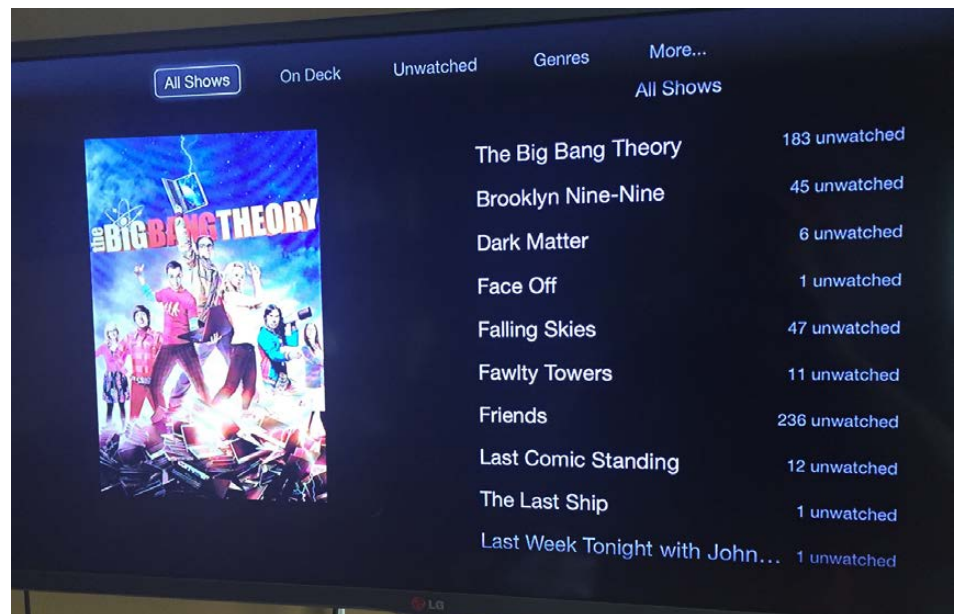 All Shows On Deck Unwatched Genres More...
All Shows
the BIG BANG THEORY
The Big Bang Theory 183 unwatched
Brooklyn Nine-Nine 45 unwatched
Dark Matter 6 unwatched
Face Off 1 unwatched
Falling Skies 47 unwatched
Fawlty Towers 11 unwatched
Friends 236 unwatched
Last Comic Standing 12 unwatched
The Last Ship 1 unwatched
Last Week Tonight with John... 1 unwatched
LG